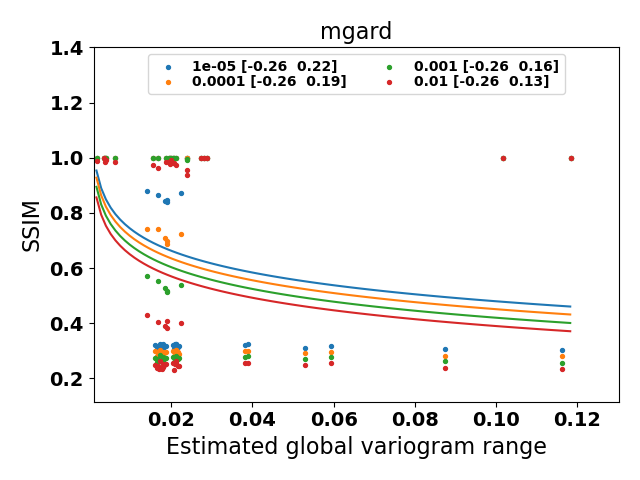 mgard
1e-05 [-0.26  0.22]
0.0001 [-0.26  0.19]
0.001 [-0.26  0.16]
0.01 [-0.26  0.13]
SSIM
1.4
1.2
1.0
0.8
0.6
0.4
0.2
0.02 0.04 0.06 0.08 0.10 0.12
Estimated global variogram range